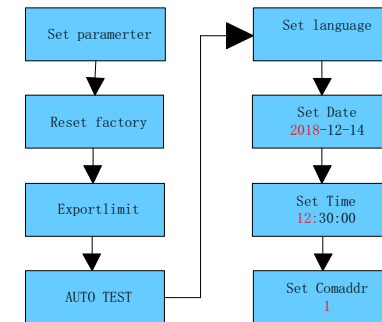 Set paramerter
Reset factory
Exportlimit
AUTO TEST
Set language
Set Date
2018-12-14
Set Time
12:30:00
Set Comaddr
1